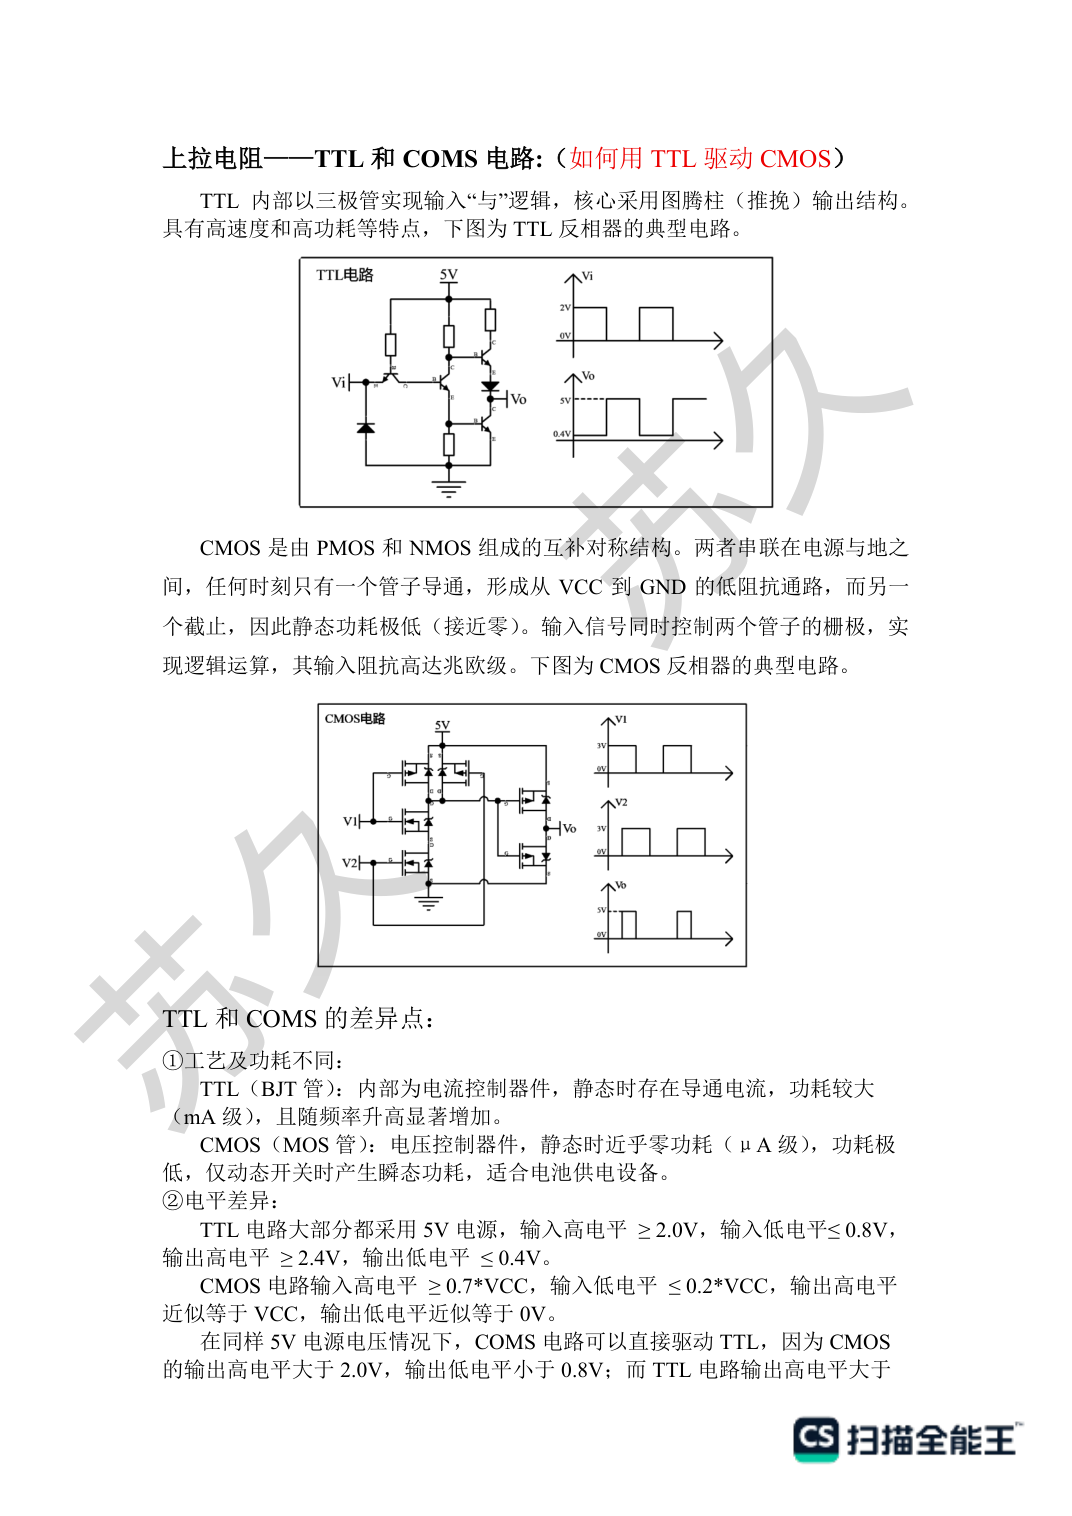 上拉电阻——TTL 和 COMS 电路:（如何用 TTL 驱动 CMOS）
TTL 内部以三极管实现输入“与”逻辑，核心采用图腾柱（推挽）输出结构。
具有高速度和高功耗等特点，下图为 TTL 反相器的典型电路。
TTL电路
5V
Vi
Vo
Vi
2V
0V
Vo
5V
0.4V
CMOS 是由 PMOS 和 NMOS 组成的互补对称结构。两者串联在电源与地之
间，任何时刻只有一个管子导通，形成从 VCC 到 GND 的低阻抗通路，而另一
个截止，因此静态功耗极低（接近零）。输入信号同时控制两个管子的栅极，实
现逻辑运算，其输入阻抗高达兆欧级。下图为 CMOS 反相器的典型电路。
CMOS电路
5V
V1
V2
Vo
V1
3V
0V
V2
3V
0V
Vo
5V
0V
TTL 和 COMS 的差异点：
①工艺及功耗不同：
TTL（BJT 管）：内部为电流控制器件，静态时存在导通电流，功耗较大
（mA 级），且随频率升高显著增加。
CMOS（MOS 管）：电压控制器件，静态时近乎零功耗（μA 级），功耗极
低，仅动态开关时产生瞬态功耗，适合电池供电设备。
②电平差异：
TTL 电路大部分都采用 5V 电源，输入高电平 ≥ 2.0V，输入低电平≤ 0.8V，
输出高电平 ≥ 2.4V，输出低电平 ≤ 0.4V。
CMOS 电路输入高电平 ≥ 0.7*VCC，输入低电平 ≤ 0.2*VCC，输出高电平
近似等于 VCC，输出低电平近似等于 0V。
在同样 5V 电源电压情况下，COMS 电路可以直接驱动 TTL，因为 CMOS
的输出高电平大于 2.0V，输出低电平小于 0.8V；而 TTL 电路输出高电平大于
苏久
苏久
CS 扫描全能王™